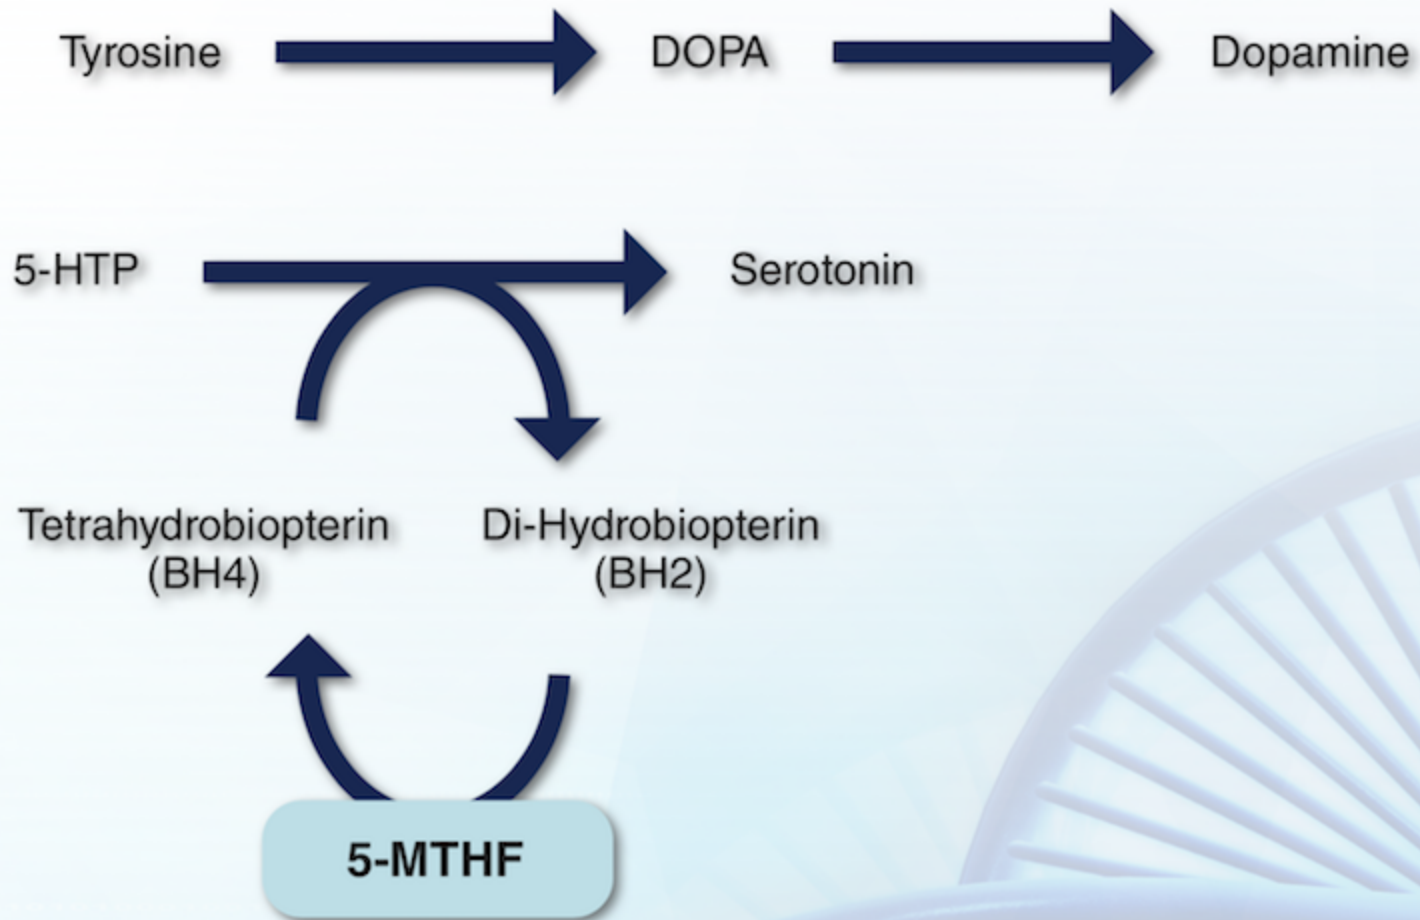 Tyrosine DOPA Dopamine
5-HTP Serotonin
Tetrahydrobiopterin
(BH4)
Di-Hydrobiopterin
(BH2)
5-MTHF